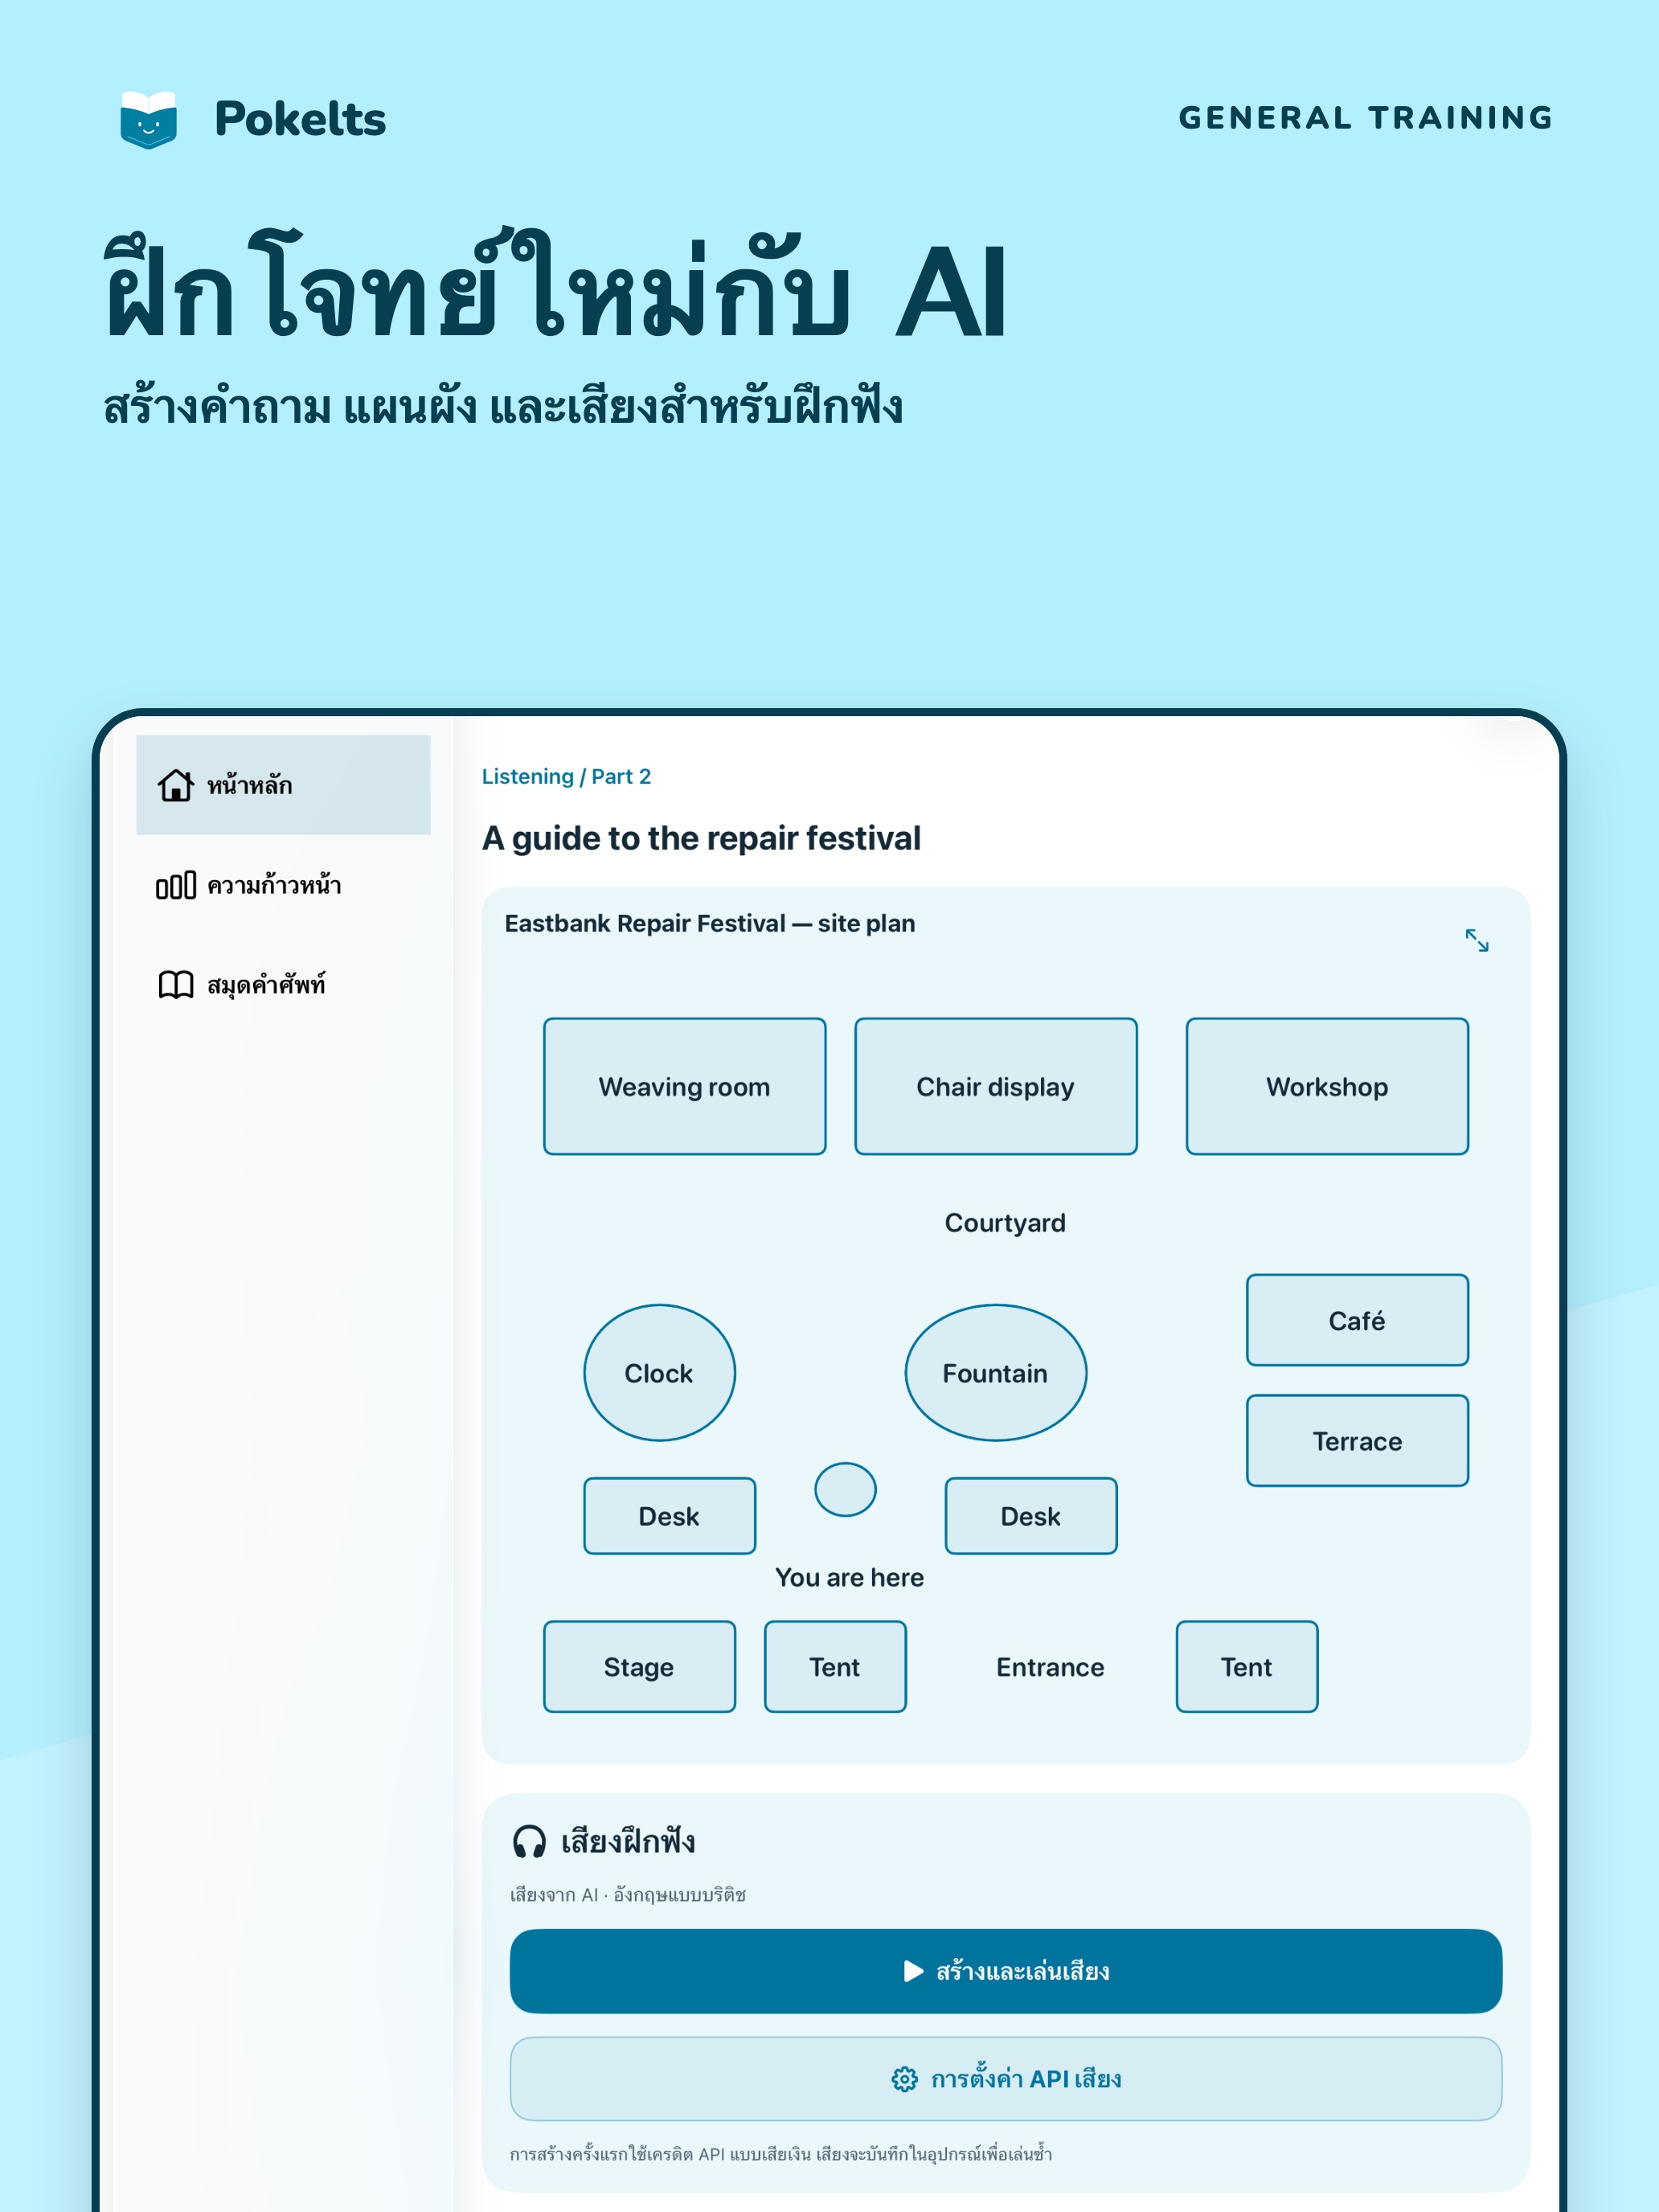 Pokelts
GENERAL TRAINING
ฝึกโจทย์ใหม่กับ AI
สร้างคำถาม แผนผัง และเสียงสำหรับฝึกฟัง
หน้าหลัก
ความก้าวหน้า
สมุดคำศัพท์
Listening / Part 2
A guide to the repair festival
Eastbank Repair Festival — site plan
Weaving room
Chair display
Workshop
Courtyard
Café
Clock
Fountain
Terrace
Desk
Desk
You are here
Stage
Tent
Entrance
Tent
เสียงฝึกฟัง
เสียงจาก AI · อังกฤษแบบบริติช
สร้างและเล่นเสียง
การตั้งค่า API เสียง
การสร้างครั้งแรกใช้เครดิต API แบบเสียเงิน เสียงจะบันทึกในอุปกรณ์เพื่อเล่นซ้ำ